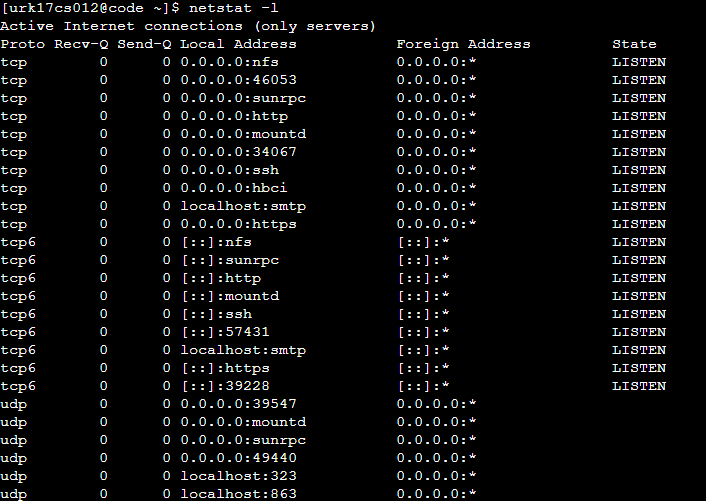 [urk17cs012@code ~]$ netstat -l
Active Internet connections (only servers)
Proto Recv-Q Send-Q Local Address           Foreign Address         State
tcp        0      0 0.0.0.0:nfs             0.0.0.0:*               LISTEN
tcp        0      0 0.0.0.0:46053           0.0.0.0:*               LISTEN
tcp        0      0 0.0.0.0:sunrpc          0.0.0.0:*               LISTEN
tcp        0      0 0.0.0.0:http            0.0.0.0:*               LISTEN
tcp        0      0 0.0.0.0:mountd          0.0.0.0:*               LISTEN
tcp        0      0 0.0.0.0:34067           0.0.0.0:*               LISTEN
tcp        0      0 0.0.0.0:ssh             0.0.0.0:*               LISTEN
tcp        0      0 0.0.0.0:hbci            0.0.0.0:*               LISTEN
tcp        0      0 localhost:smtp          0.0.0.0:*               LISTEN
tcp        0      0 0.0.0.0:https           0.0.0.0:*               LISTEN
tcp6       0      0 [::]:nfs                [::]:*                  LISTEN
tcp6       0      0 [::]:sunrpc             [::]:*                  LISTEN
tcp6       0      0 [::]:http               [::]:*                  LISTEN
tcp6       0      0 [::]:mountd             [::]:*                  LISTEN
tcp6       0      0 [::]:ssh                [::]:*                  LISTEN
tcp6       0      0 [::]:57431              [::]:*                  LISTEN
tcp6       0      0 localhost:smtp          [::]:*                  LISTEN
tcp6       0      0 [::]:https              [::]:*                  LISTEN
tcp6       0      0 [::]:39228              [::]:*                  LISTEN
udp        0      0 0.0.0.0:39547           0.0.0.0:*
udp        0      0 0.0.0.0:mountd          0.0.0.0:*
udp        0      0 0.0.0.0:sunrpc          0.0.0.0:*
udp        0      0 0.0.0.0:49440           0.0.0.0:*
udp        0      0 localhost:323           0.0.0.0:*
udp        0      0 localhost:863           0.0.0.0:*